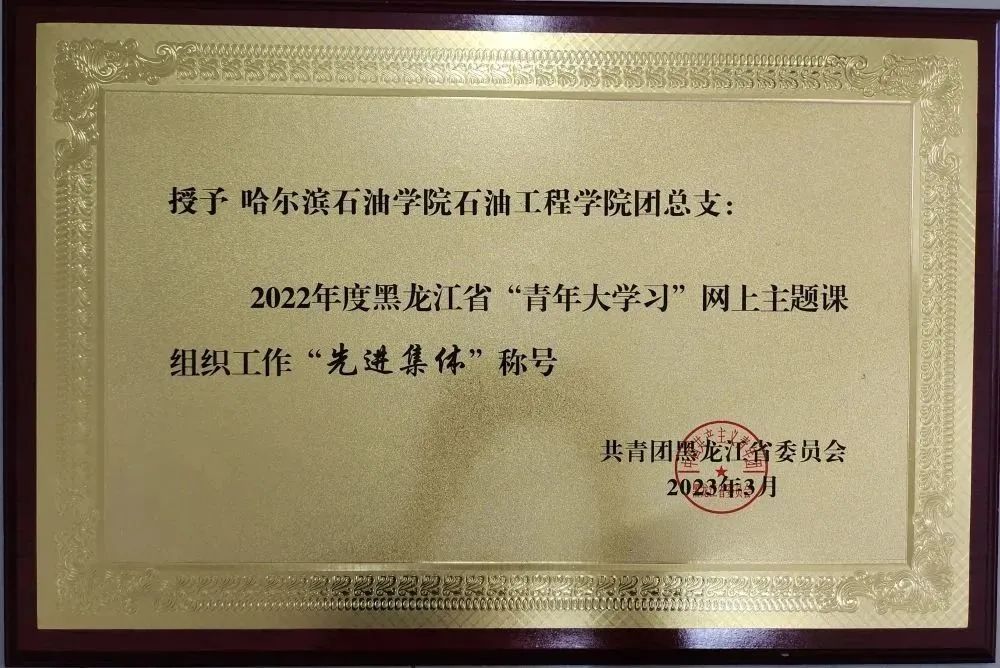 授予 哈尔滨石油学院石油工程学院团总支：
2022年度黑龙江省“青年大学习”网上主题课
组织工作“先进集体”称号
共青团黑龙江省委员会
2023年3月